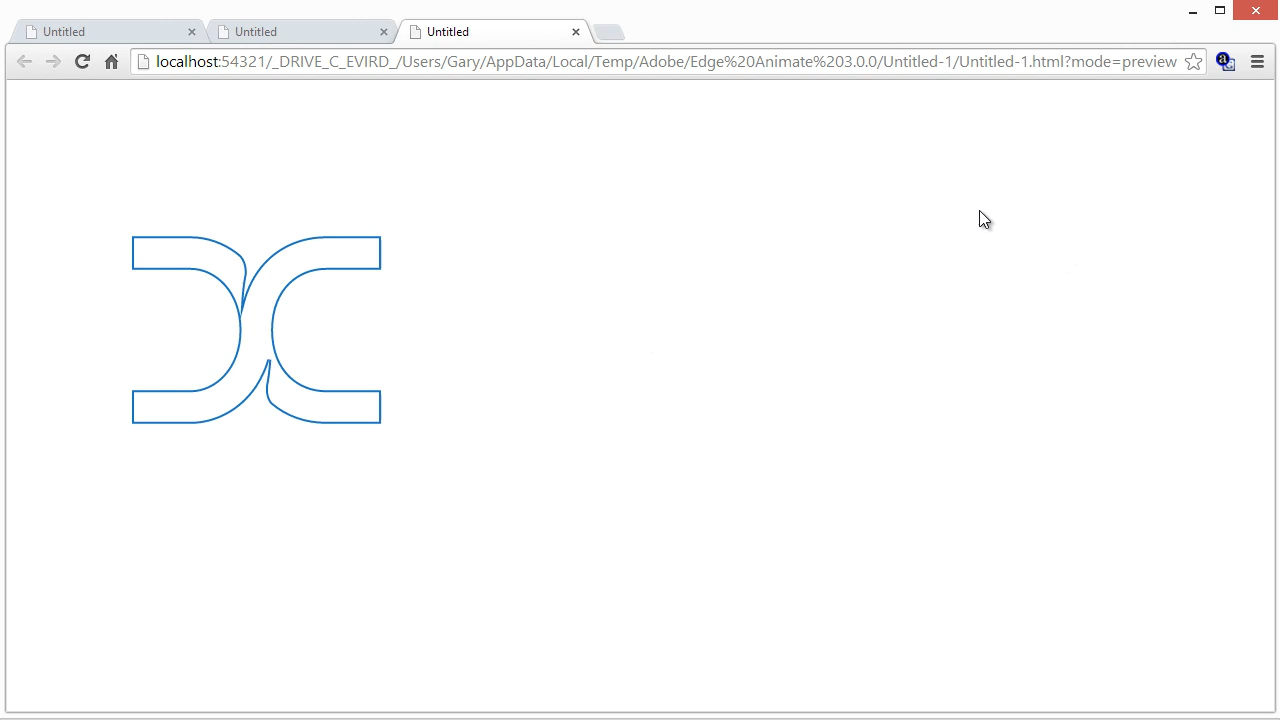 Untitled
Untitled
Untitled
localhost:54321/_DRIVE_C_EVIRD_/Users/Gary/AppData/Local/Temp/Adobe/Edge%20Animate%203.0.0/Untitled-1/Untitled-1.html?mode=preview
a